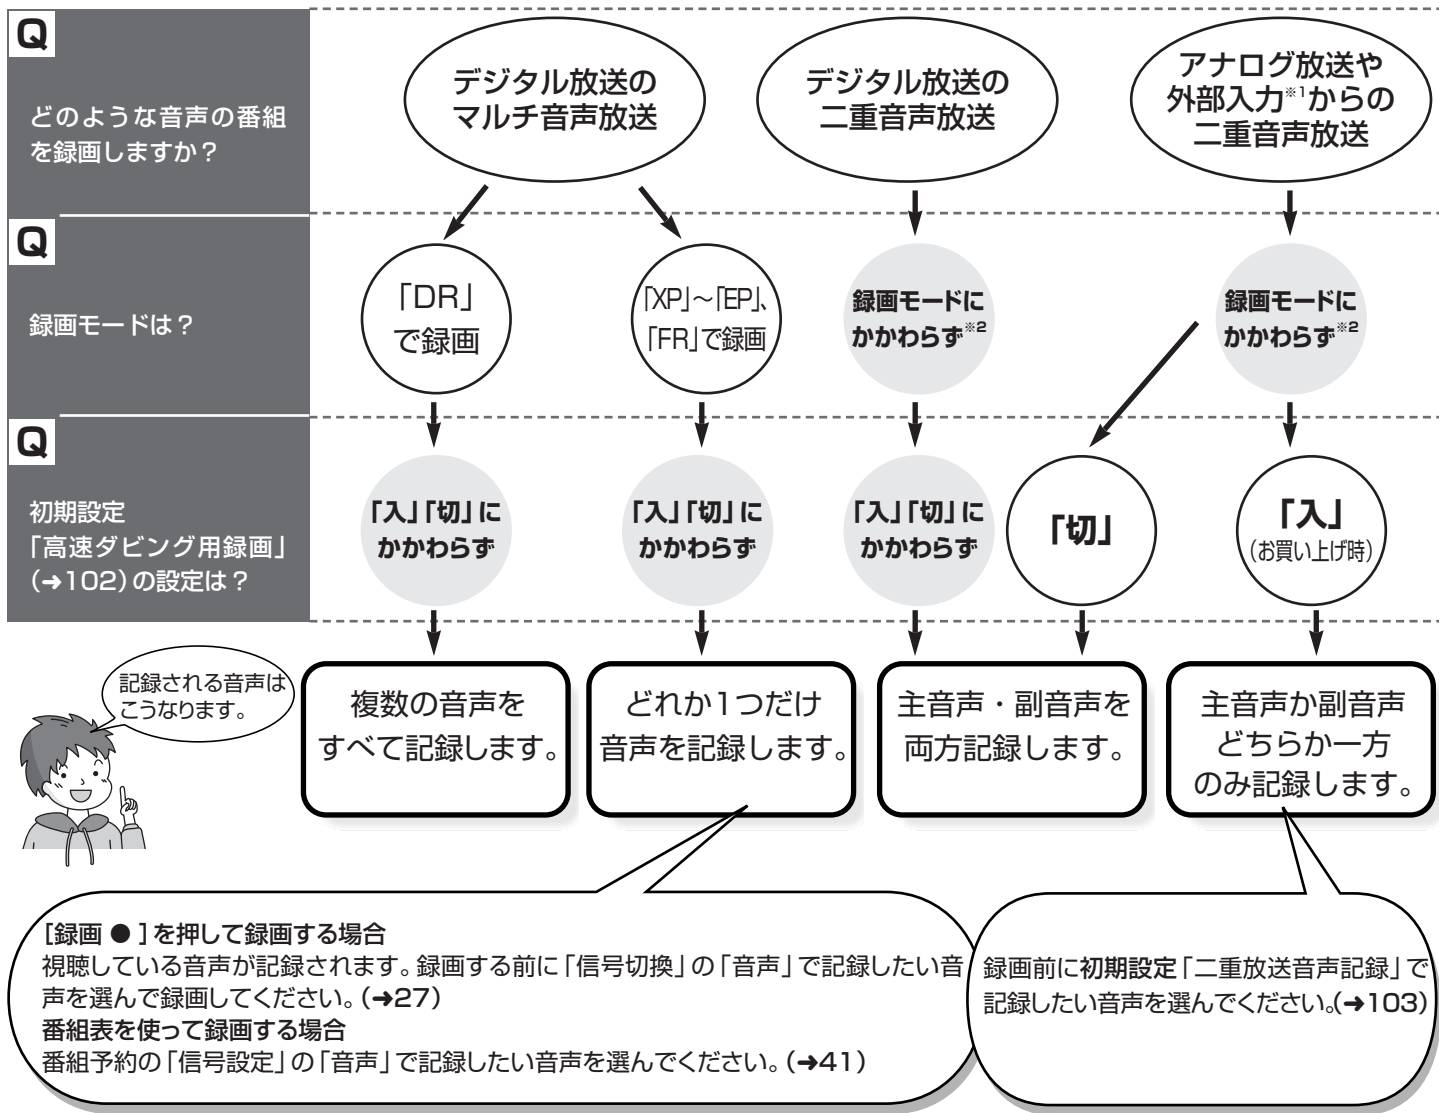 Q
どのような音声の番組
を録画しますか？
デジタル放送の
マルチ音声放送
デジタル放送の
二重音声放送
アナログ放送や
外部入力※1からの
二重音声放送
Q
録画モードは？
「DR」
で録画
「XP」～「EP」、
「FR」で録画
録画モードに
かかわらず※2
録画モードに
かかわらず※2
Q
初期設定
「高速ダビング用録画」
(➜102)の設定は？
「入」「切」に
かかわらず
「入」「切」に
かかわらず
「入」「切」に
かかわらず
「切」
「入」
(お買い上げ時)
記録される音声は
こうなります。
複数の音声を
すべて記録します。
どれか1つだけ
音声を記録します。
主音声・副音声を
両方記録します。
主音声か副音声
どちらか一方
のみ記録します。
[録画 ● ]を押して録画する場合
視聴している音声が記録されます。録画する前に「信号切換」の「音声」で記録したい音
声を選んで録画してください。(➜27)
番組表を使って録画する場合
番組予約の「信号設定」の「音声」で記録したい音声を選んでください。(➜41)
録画前に初期設定「二重放送音声記録」で
記録したい音声を選んでください。(➜103)